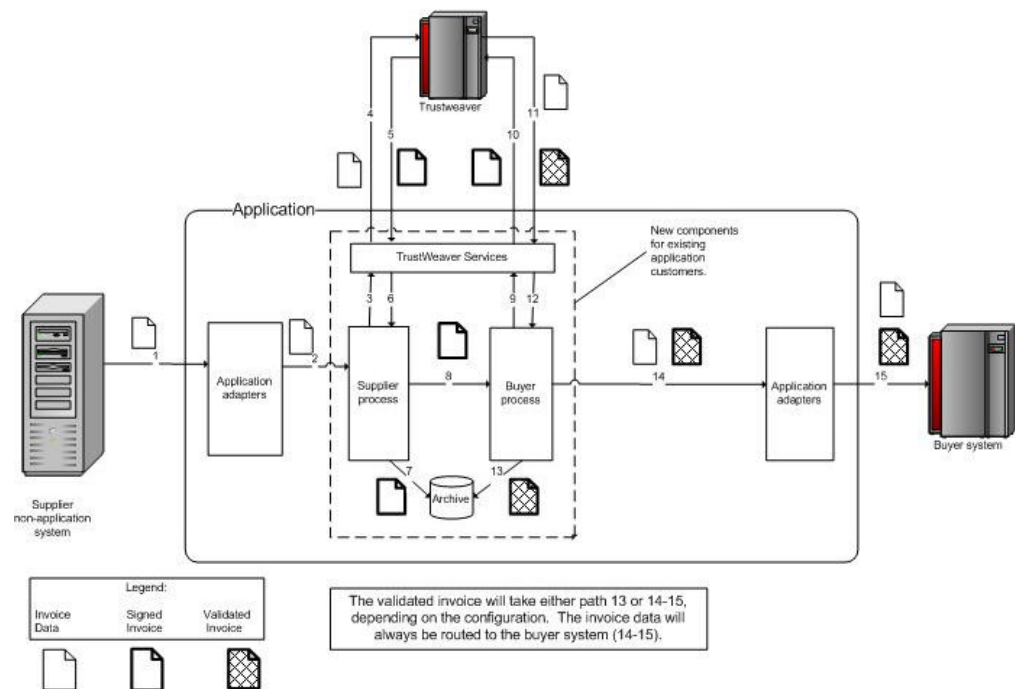 Trustweaver
4
5
10
11
Application
New components
for existing
application
customers.
TrustWeaver Services
3
6
9
12
1
2
8
14
15
Application
adapters
Supplier
process
Buyer
process
Application
adapters
7
13
Archive
Buyer system
Supplier
non-application
system
Legend:
Invoice Signed Validated
Data Invoice Invoice
The validated invoice will take either path 13 or 14-15,
depending on the configuration. The invoice data will
always be routed to the buyer system (14-15).